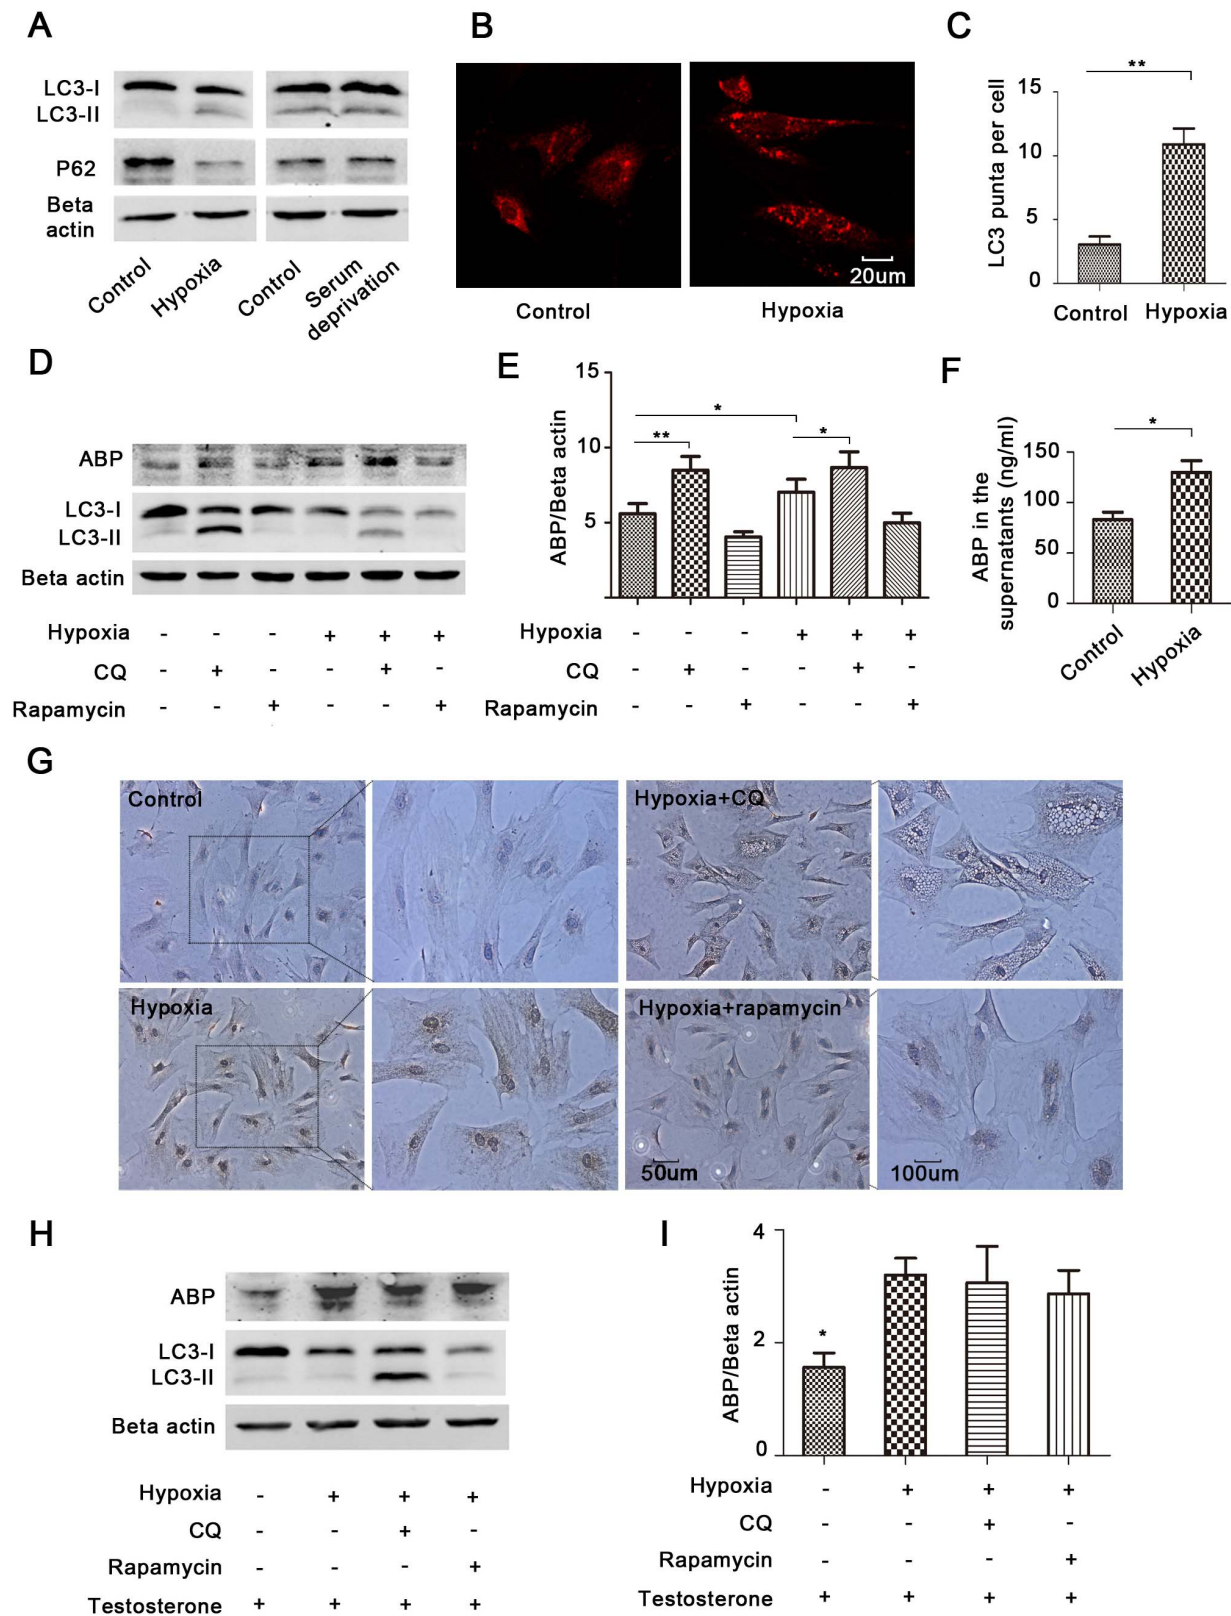 A
LC3-I
LC3-II
P62
Beta
actin
Control
Hypoxia
Control
Serum
deprivation
B
20um
Control
Hypoxia
C
LC3 punta per cell
15
10
5
0
**
Control
Hypoxia
D
ABP
LC3-I
LC3-II
Beta actin
Hypoxia - - - + + +
CQ - + - - + -
Rapamycin - - + - - +
E
ABP/Beta actin
15
10
5
*
**
*
Hypoxia - - - + + +
CQ - + - - + -
Rapamycin - - + - - +
F
ABP in the
supernatants (ng/ml)
150
100
50
0
*
Control
Hypoxia
G
Control
Hypoxia+CQ
Hypoxia
Hypoxia+rapamycin
50um
100um
H
ABP
LC3-I
LC3-II
Beta actin
Hypoxia - + + +
CQ - - + -
Rapamycin - - - +
Testosterone + + + +
I
ABP/Beta actin
4
2
0
*
Hypoxia - + + +
CQ - - + -
Rapamycin - - - +
Testosterone + + + +